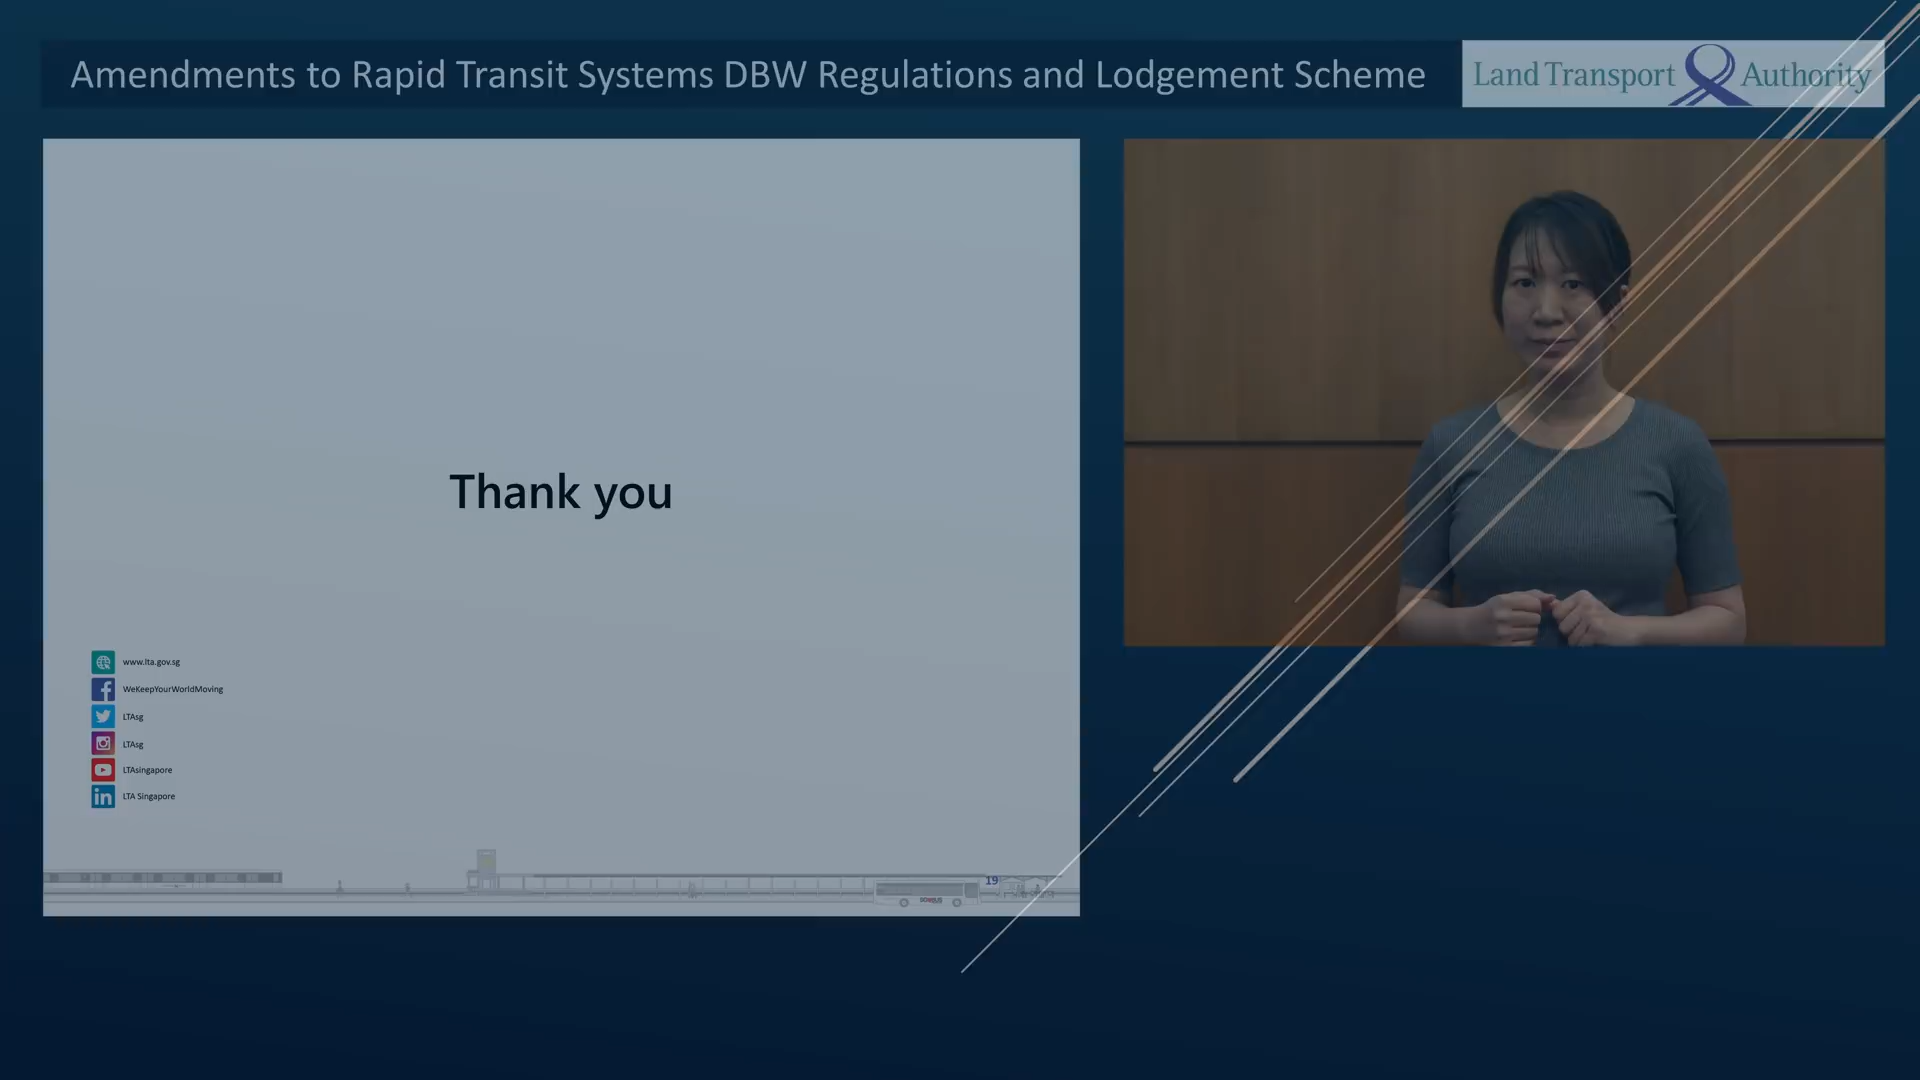 Amendments to Rapid Transit Systems DBW Regulations and Lodgement Scheme
Land Transport Authority
Thank you
www.lta.gov.sg
WeKeepYourWorldMoving
LTAsg
LTAsg
LTAsingapore
LTA Singapore
19